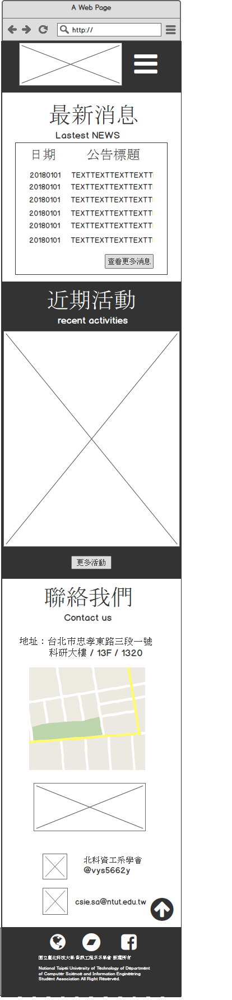 A Web Page
http://
最新消息
Lastest NEWS
日期 公告標題
20180101 TEXTTEXTTEXTTEXTT
20180101 TEXTTEXTTEXTTEXTT
20180101 TEXTTEXTTEXTTEXTT
20180101 TEXTTEXTTEXTTEXTT
20180101 TEXTTEXTTEXTTEXTT
20180101 TEXTTEXTTEXTTEXTT
查看更多消息
近期活動
recent activities
更多活動
聯絡我們
Contact us
地址：台北市忠孝東路三段一號
科研大樓 / 13F / 1320
北科資工系學會
@vys5662y
csie.sa@ntut.edu.tw
國立臺北科技大學 資訊工程系系學會 版權所有
National Taipei University of Technology of Department
of Computer Science and Information Engineering
Student Association All Right Reserved.